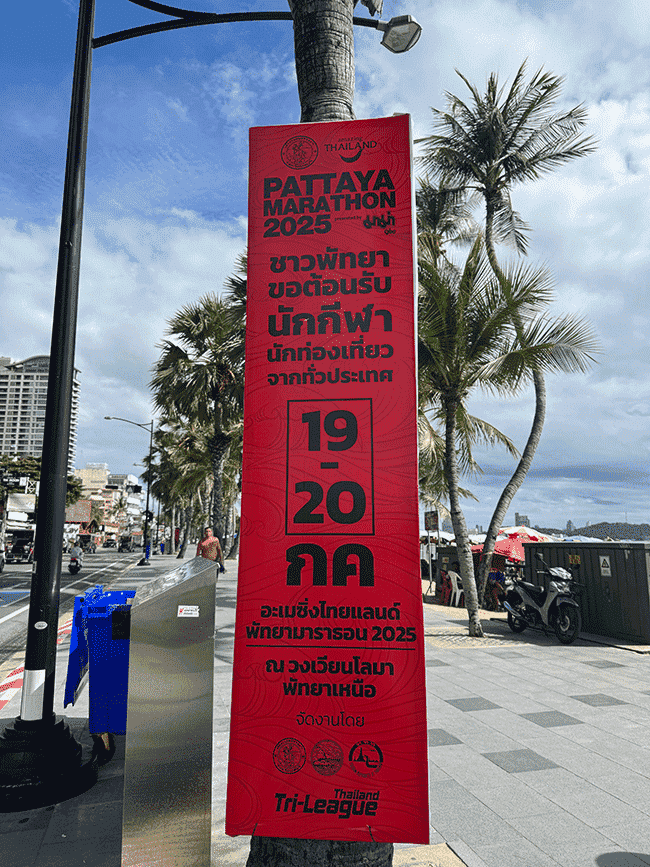 AMAZING
THAILAND
PATTAYA
MARATHON
2025 presented by
ชาวพัทยา
ขอต้อนรับ
นักกีฬา
นักท่องเที่ยว
จากทั่วประเทศ
19
-
20
กค
อะเมซิ่งไทยแลนด์
พัทยามาราธอน 2025
ณ วงเวียนโลมา
พัทยาเหนือ
จัดงานโดย
Thailand
Tri-League